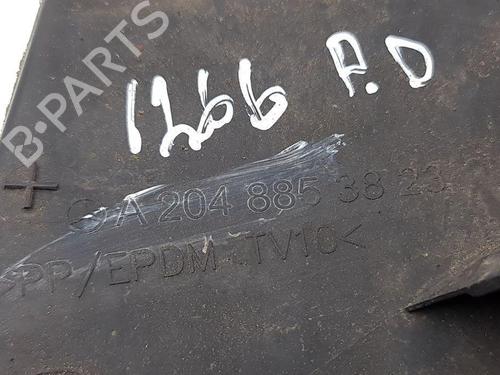 B-PARTS
1266 P.D
A 204 885 38 23
>PP/EPDM TV10<